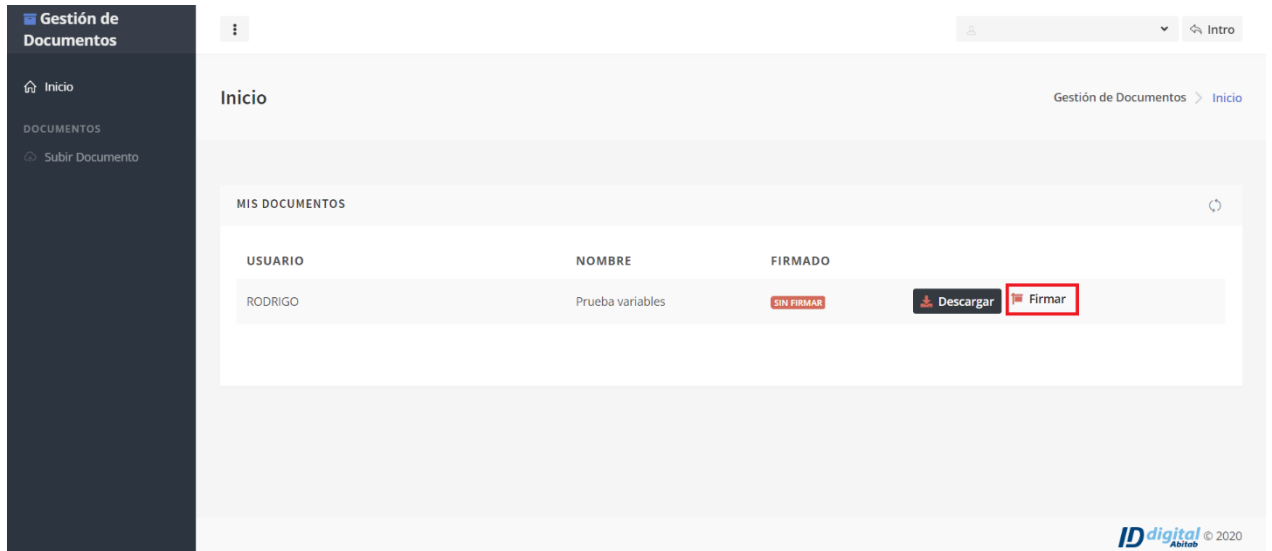 Gestión de
Documentos
Intro
Inicio
Inicio
Gestión de Documentos > Inicio
DOCUMENTOS
Subir Documento
MIS DOCUMENTOS
USUARIO NOMBRE FIRMADO
RODRIGO Prueba variables SIN FIRMAR Descargar Firmar
ID digital Abitab © 2020